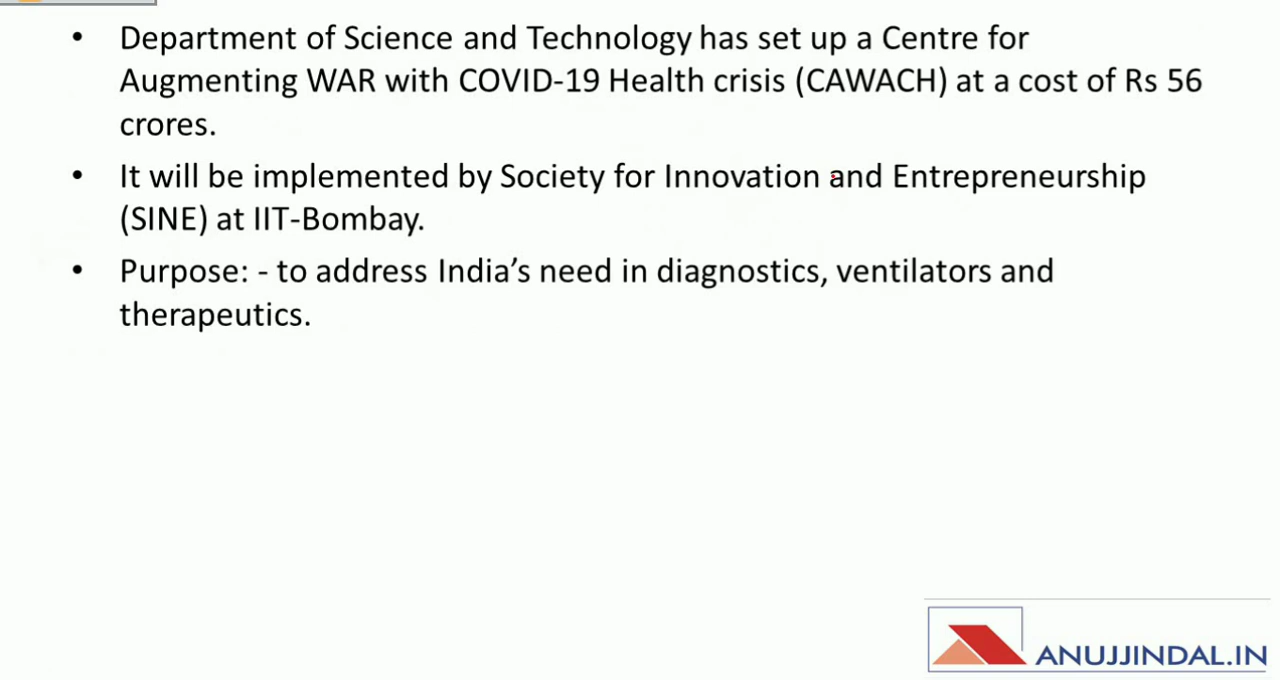 • Department of Science and Technology has set up a Centre for
Augmenting WAR with COVID-19 Health crisis (CAWACH) at a cost of Rs 56
crores.
• It will be implemented by Society for Innovation and Entrepreneurship
(SINE) at IIT-Bombay.
• Purpose: - to address India’s need in diagnostics, ventilators and
therapeutics.
ANUJJINDAL.IN